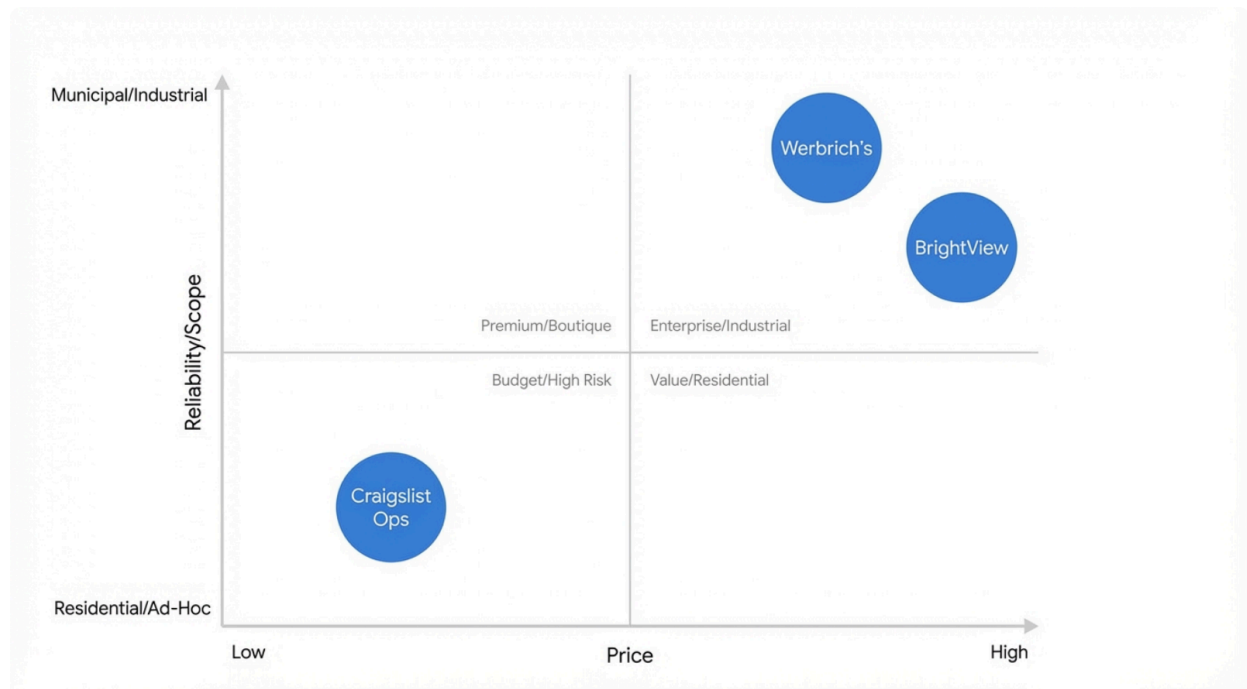 Municipal/Industrial
Werbrich's
BrightView
Reliability/Scope
Premium/Boutique
Enterprise/Industrial
Budget/High Risk
Value/Residential
Craigslist
Ops
Residential/Ad-Hoc
Low
Price
High